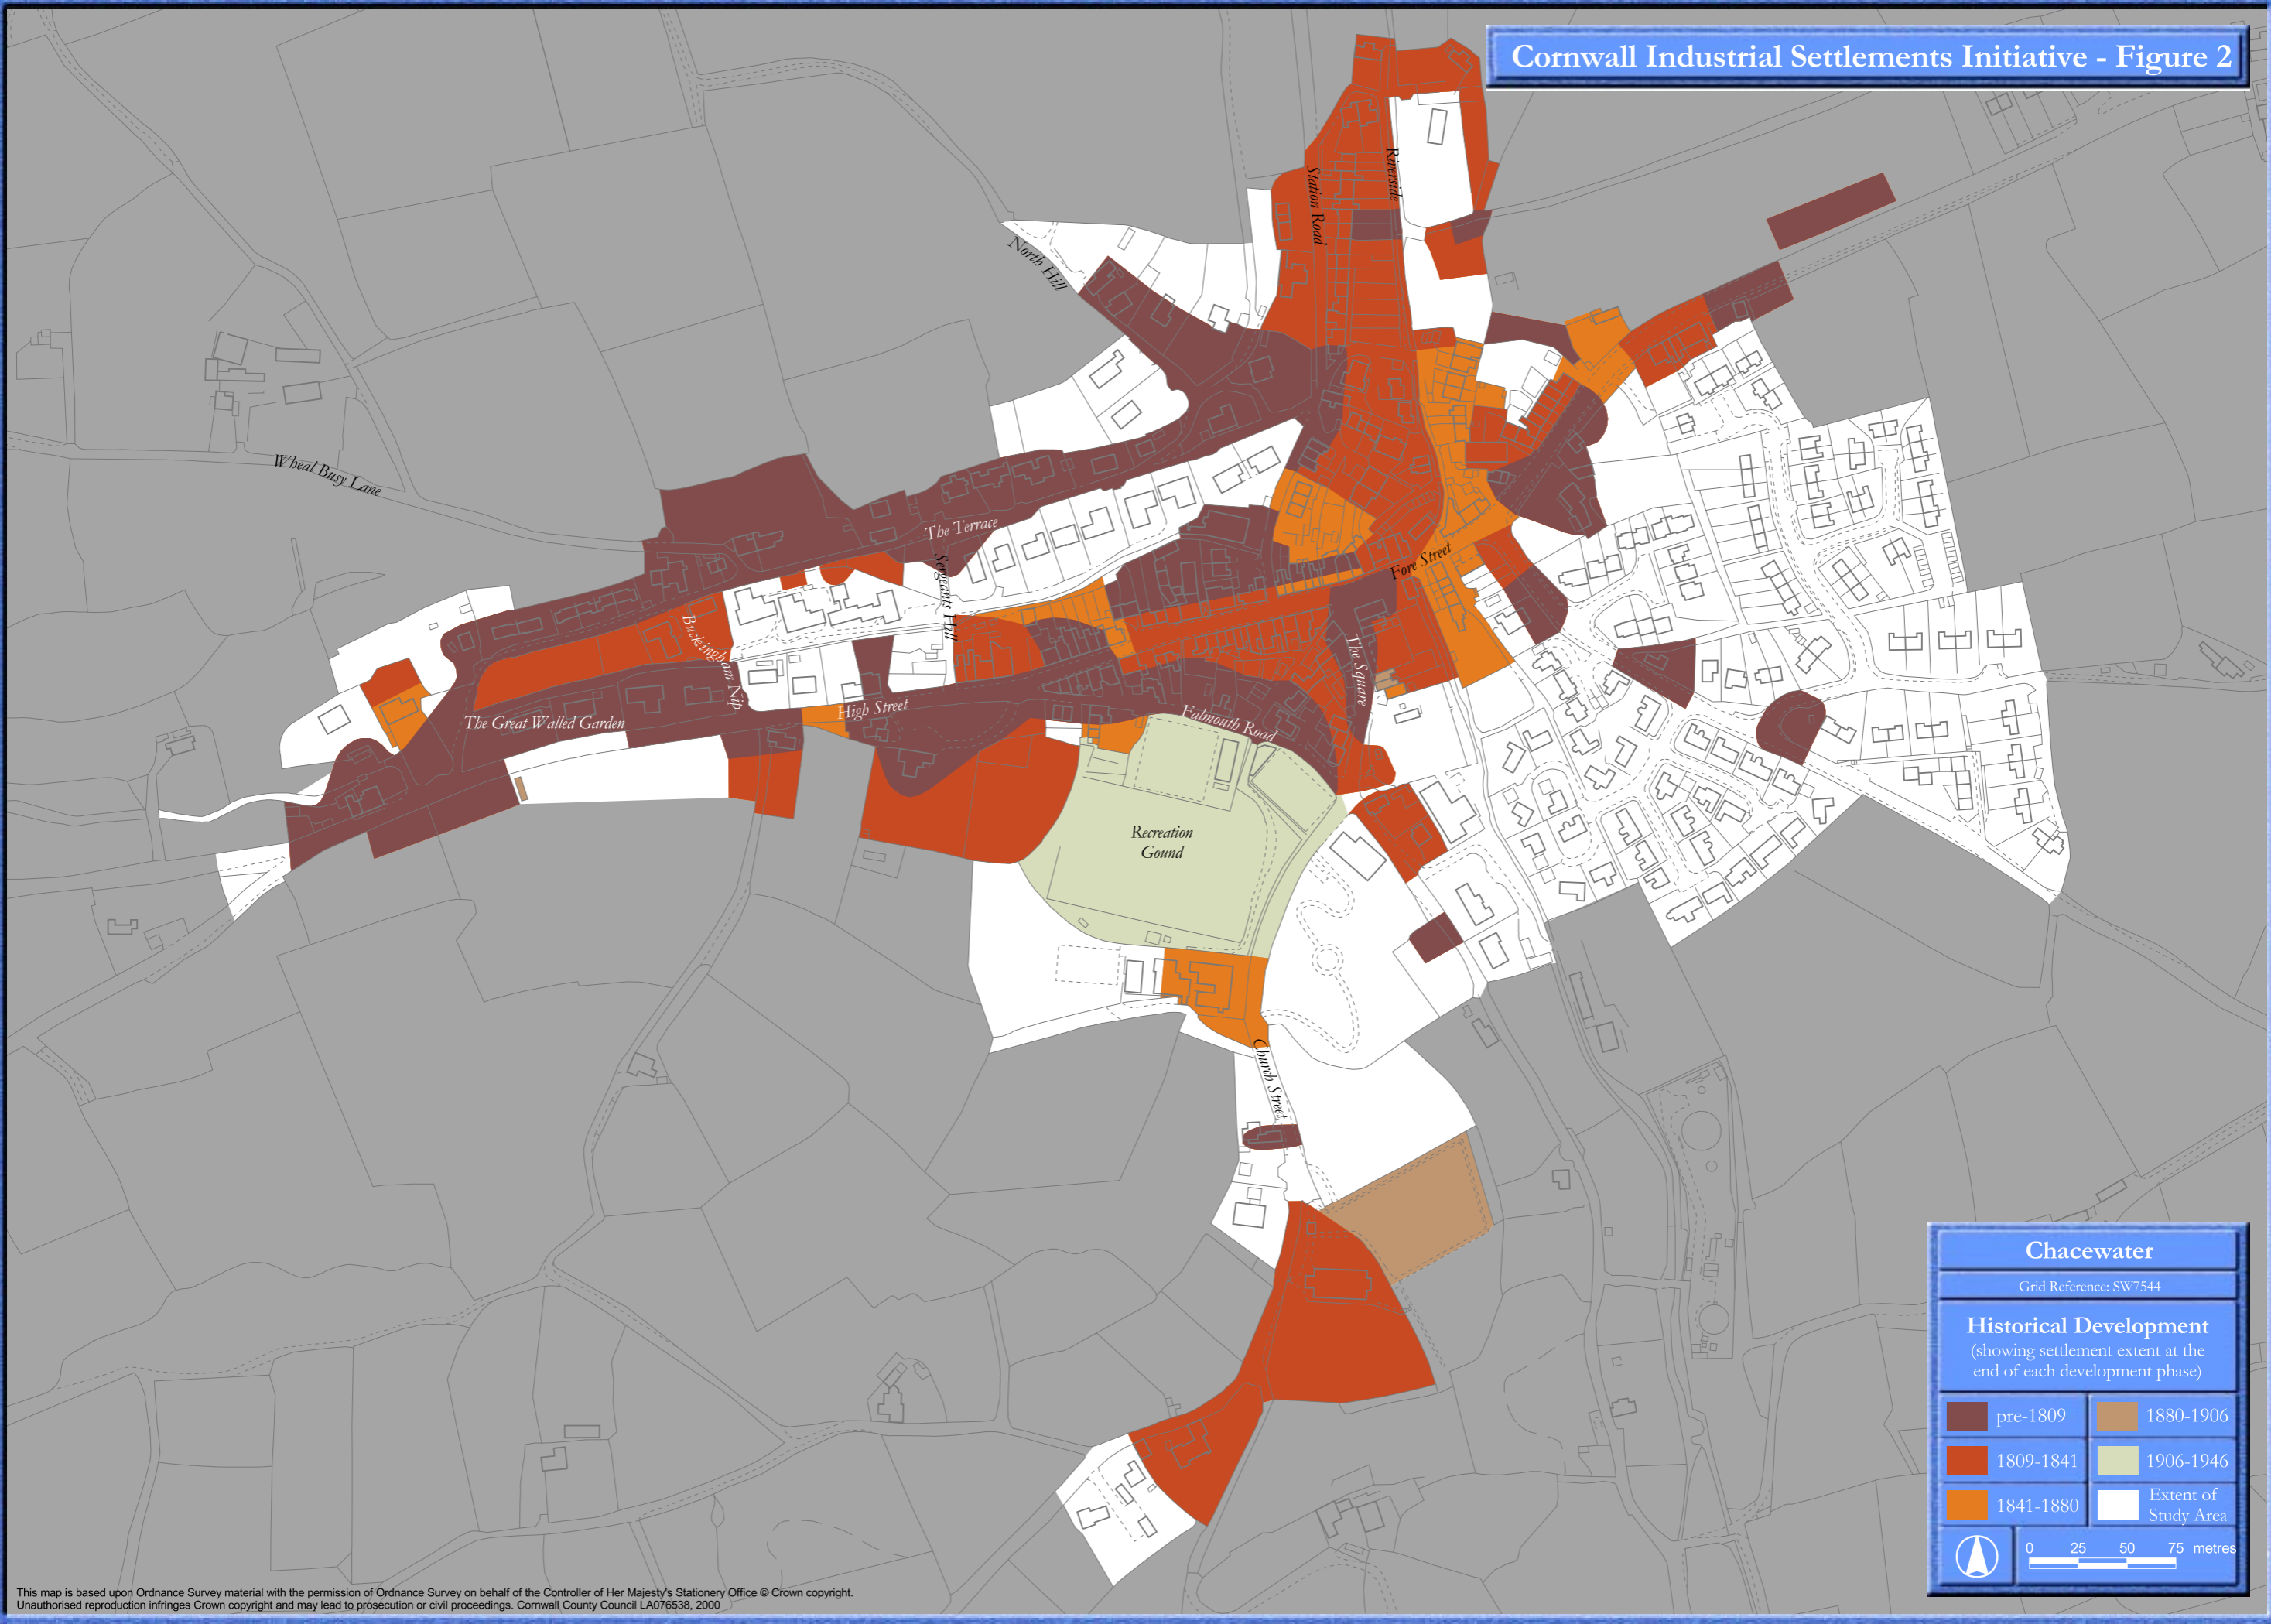 Cornwall Industrial Settlements Initiative - Figure 2
Riverside
Station Road
North Hill
Wheal Busy Lane
The Terrace
Sergeants Hill
Fore Street
Buckingham Nip
The Square
The Great Walled Garden
High Street
Falmouth Road
Recreation
Gound
Church Street
Chacewater
Grid Reference: SW7544
Historical Development
(showing settlement extent at the
end of each development phase)
pre-1809
1880-1906
1809-1841
1906-1946
1841-1880
Extent of
Study Area
0 25 50 75 metres
This map is based upon Ordnance Survey material with the permission of Ordnance Survey on behalf of the Controller of Her Majesty's Stationery Office © Crown copyright.
Unauthorised reproduction infringes Crown copyright and may lead to prosecution or civil proceedings. Cornwall County Council LA076538, 2000